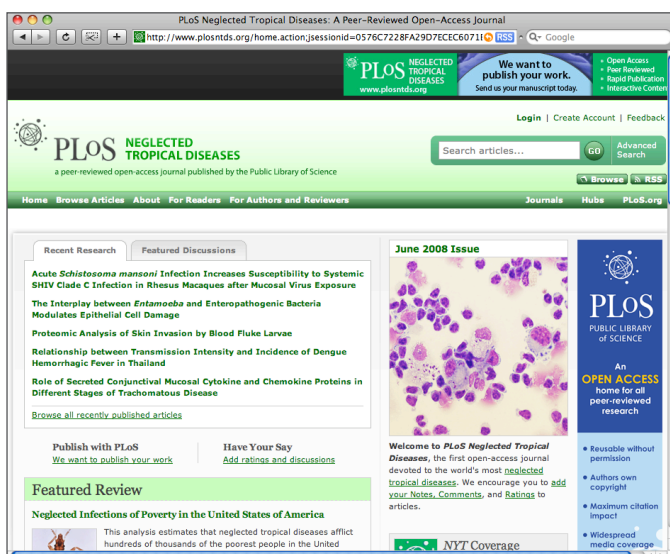 PLoS Neglected Tropical Diseases: A Peer-Reviewed Open-Access Journal
http://www.plosntds.org/home.action;jsessionid=0576C7228FA29D7ECEC6071
RSS
Google
PLoS NEGLECTED
TROPICAL
DISEASES
www.plosntds.org
We want to
publish your work.
Send us your manuscript today.
• Open Access
• Peer Reviewed
• Rapid Publication
• Interactive Conten
Login | Create Account | Feedback
PLoS NEGLECTED
TROPICAL DISEASES
a peer-reviewed open-access journal published by the Public Library of Science
Search articles...
GO
Advanced
Search
Browse
RSS
Home Browse Articles About For Readers For Authors and Reviewers
Journals Hubs PLoS.org
Recent Research
Featured Discussions
Acute Schistosoma mansoni Infection Increases Susceptibility to Systemic
SHIV Clade C Infection in Rhesus Macaques after Mucosal Virus Exposure
The Interplay between Entamoeba and Enteropathogenic Bacteria
Modulates Epithelial Cell Damage
Proteomic Analysis of Skin Invasion by Blood Fluke Larvae
Relationship between Transmission Intensity and Incidence of Dengue
Hemorrhagic Fever in Thailand
Role of Secreted Conjunctival Mucosal Cytokine and Chemokine Proteins in
Different Stages of Trachomatous Disease
Browse all recently published articles
Publish with PLoS
We want to publish your work
Have Your Say
Add ratings and discussions
Featured Review
Neglected Infections of Poverty in the United States of America
This analysis estimates that neglected tropical diseases afflict
hundreds of thousands of the poorest people in the United
June 2008 Issue
Welcome to PLoS Neglected Tropical
Diseases, the first open-access journal
devoted to the world's most neglected
tropical diseases. We encourage you to add
your Notes, Comments, and Ratings to
articles.
NYT Coverage
PLoS
PUBLIC LIBRARY
of SCIENCE
An
OPEN ACCESS
home for all
peer-reviewed
research
• Reusable without
permission
• Authors own
copyright
• Maximum citation
impact
• Widespread
media coverage